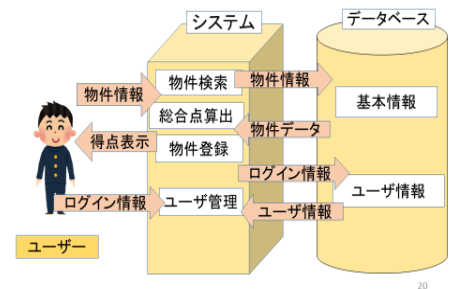 システム
データベース
物件検索
物件情報
物件情報
基本情報
総合点算出
物件データ
得点表示
物件登録
ログイン情報
ユーザ情報
ログイン情報
ユーザ管理
ユーザ情報
ユーザー
20